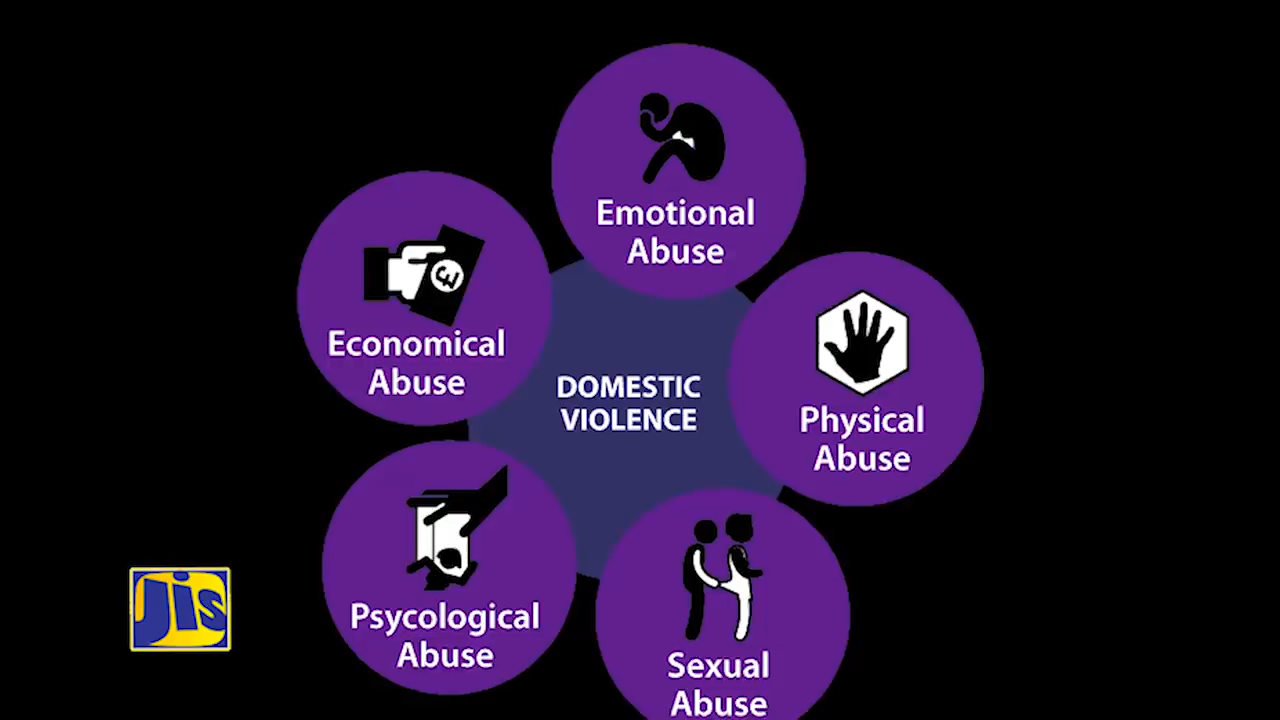 Emotional
Abuse
Economical
Abuse
£
DOMESTIC
VIOLENCE
Physical
Abuse
Psycological
Abuse
Sexual
Abuse
Jis